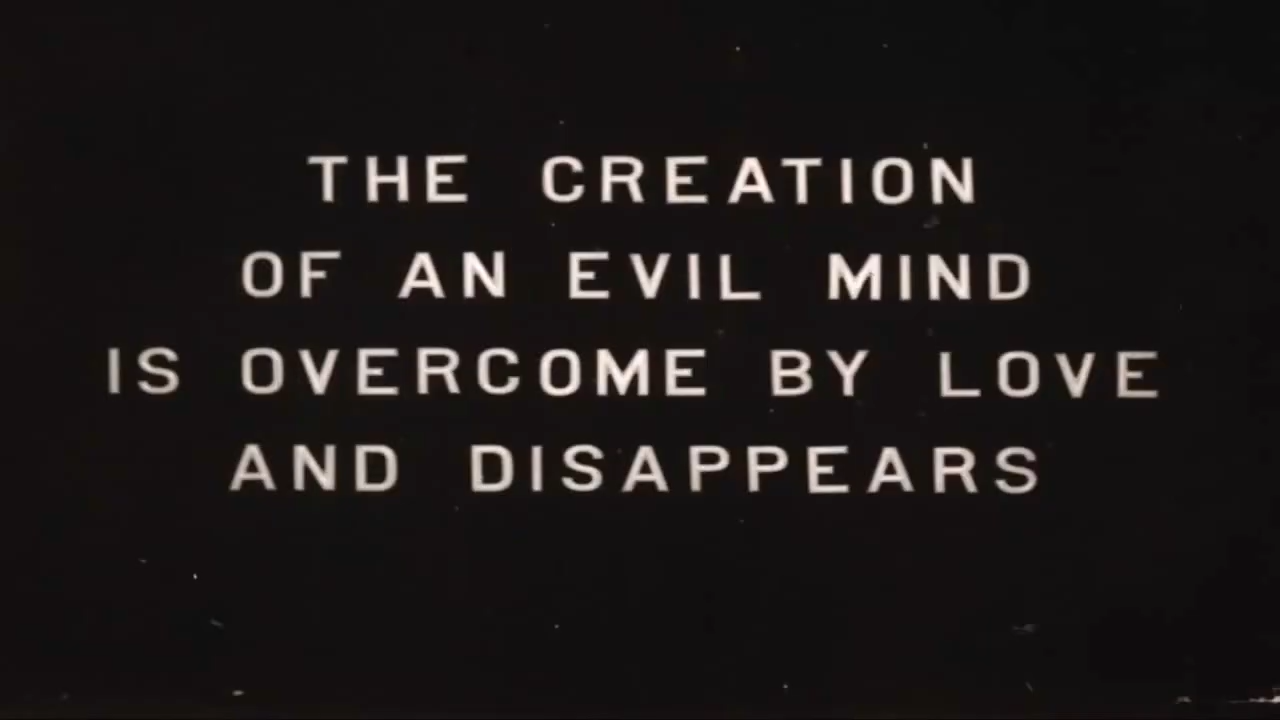 THE CREATION
OF AN EVIL MIND
IS OVERCOME BY LOVE
AND DISAPPEARS